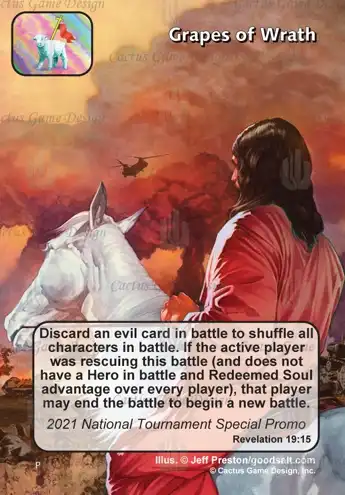 Grapes of Wrath
Cactus Game Design
Discard an evil card in battle to shuffle all
characters in battle. If the active player
was rescuing this battle (and does not
have a Hero in battle and Redeemed Soul
advantage over every player), that player
may end the battle to begin a new battle.
2021 National Tournament Special Promo
Revelation 19:15
P
Illus. © Jeff Preston/goodsalt.com
© Cactus Game Design, Inc.